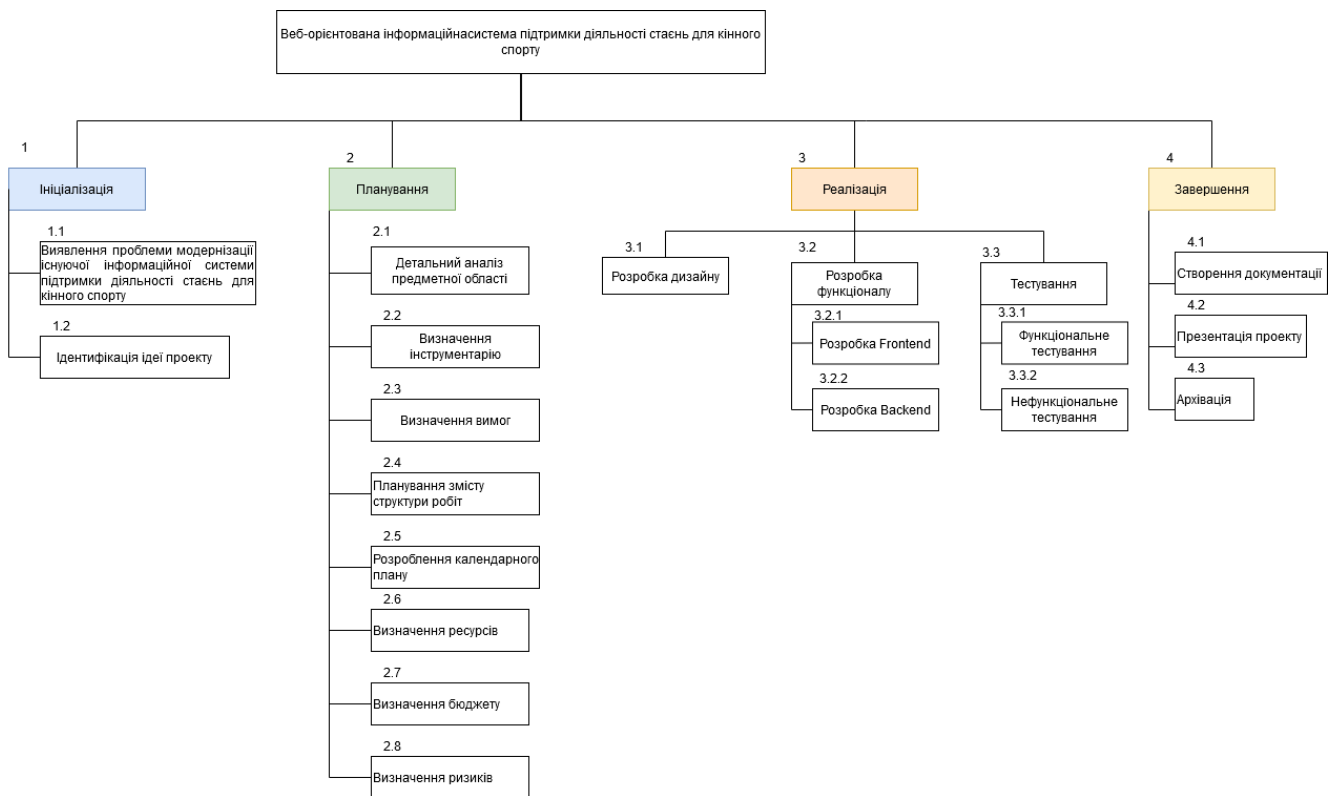 Веб-орієнтована інформаційнасистема підтримки діяльності стаєнь для кінного
спорту
1
Ініціалізація
1.1
Виявлення проблеми модернізації
існуючої інформаційної системи
підтримки діяльності стаєнь для
кінного спорту
1.2
Ідентифікація ідеї проекту
2
Планування
2.1
Детальний аналіз
предметної області
2.2
Визначення
інструментарію
2.3
Визначення вимог
2.4
Планування змісту
структури робіт
2.5
Розроблення календарного
плану
2.6
Визначення ресурсів
2.7
Визначення бюджету
2.8
Визначення ризиків
3
Реалізація
3.1
Розробка дизайну
3.2
Розробка
функціоналу
3.2.1
Розробка Frontend
3.2.2
Розробка Backend
3.3
Тестування
3.3.1
Функціональне
тестування
3.3.2
Нефункціональне
тестування
4
Завершення
4.1
Створення документації
4.2
Презентація проекту
4.3
Архівація